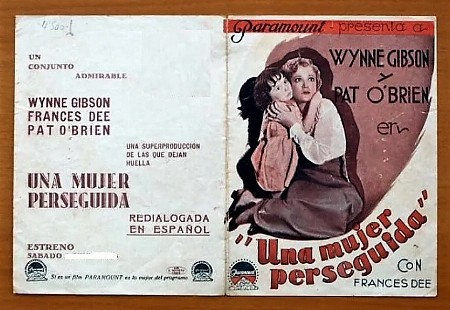 UN
CONJUNTO
ADMIRABLE
WYNNE GIBSON
FRANCES DEE
PAT O'BRIEN
UNA SUPERPRODUCION
DE LAS QUE DEJAN
HUELLA
UNA MUJER
PERSEGUIDA
REDIALOGADA
EN ESPAÑOL
ESTRENO
SABADO
Si es un film PARAMOUNT es lo mejor del programa
Paramount presenta a
WYNNE GIBSON
Y
PAT O'BRIEN
en
"Una mujer
perseguida"
CON
FRANCES DEE
Paramount